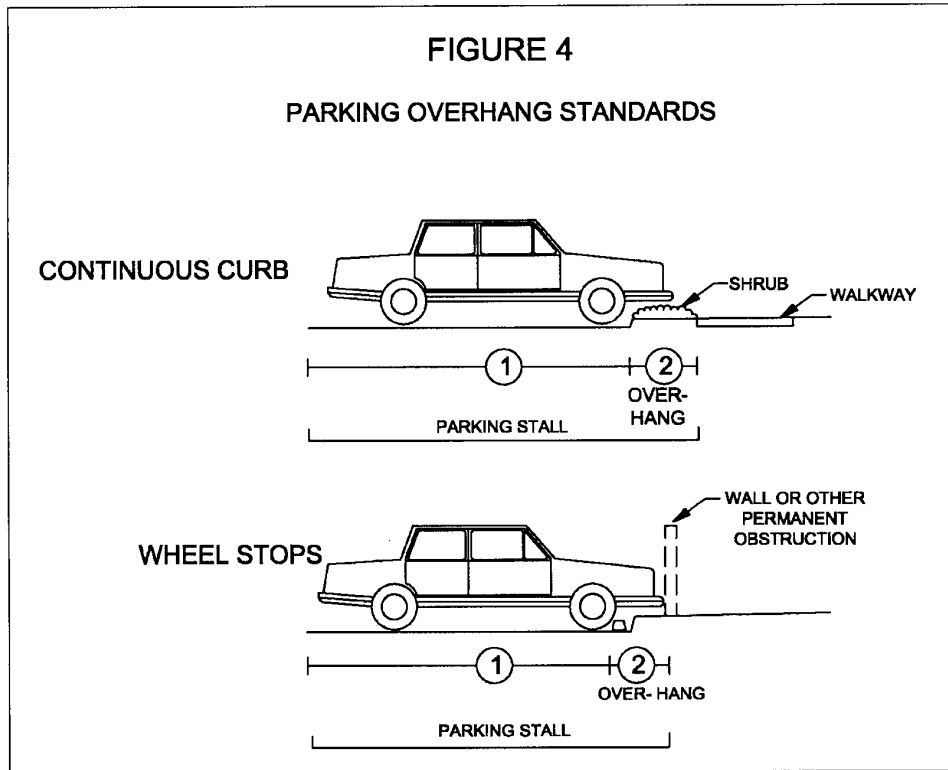 FIGURE 4
PARKING OVERHANG STANDARDS
CONTINUOUS CURB
SHRUB
WALKWAY
1
2
OVER-
HANG
PARKING STALL
WALL OR OTHER
PERMANENT
OBSTRUCTION
WHEEL STOPS
1
2
OVER- HANG
PARKING STALL